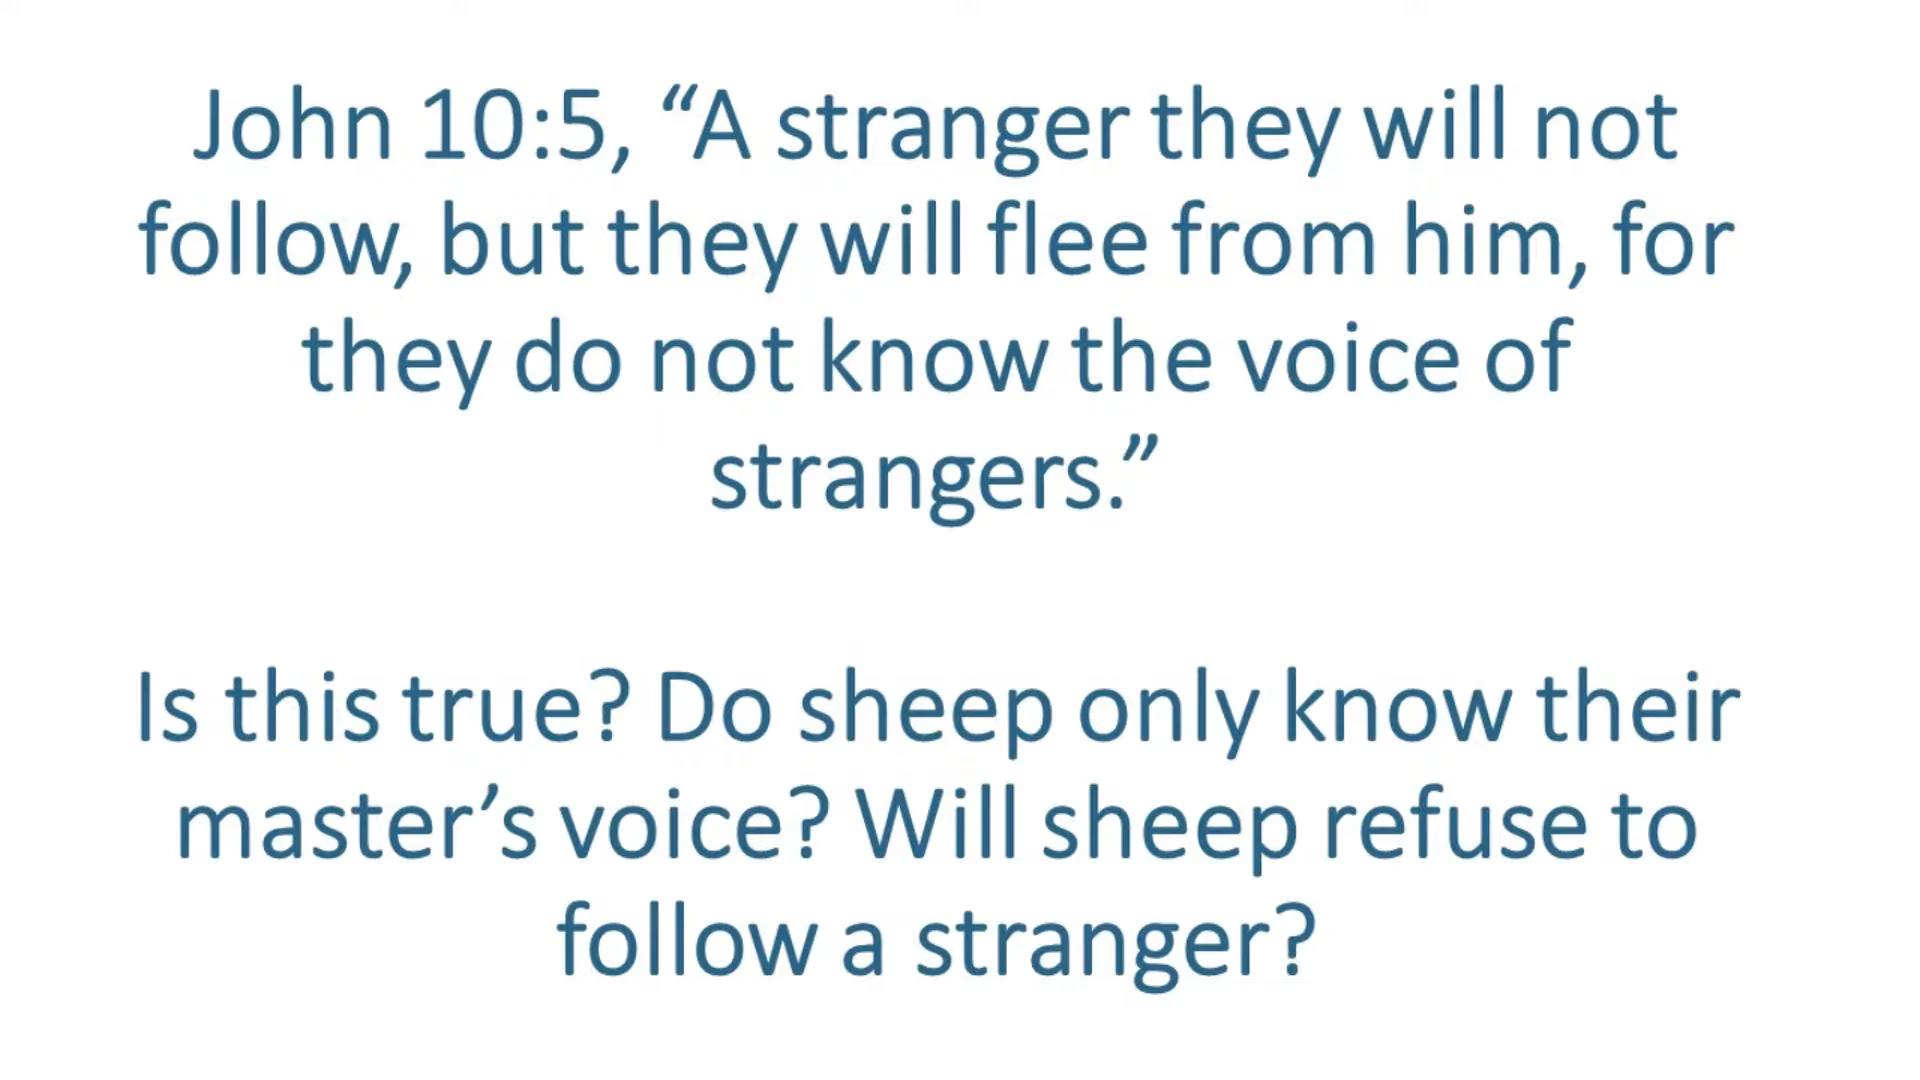 John 10:5, “A stranger they will not
follow, but they will flee from him, for
they do not know the voice of
strangers.”
Is this true? Do sheep only know their
master’s voice? Will sheep refuse to
follow a stranger?